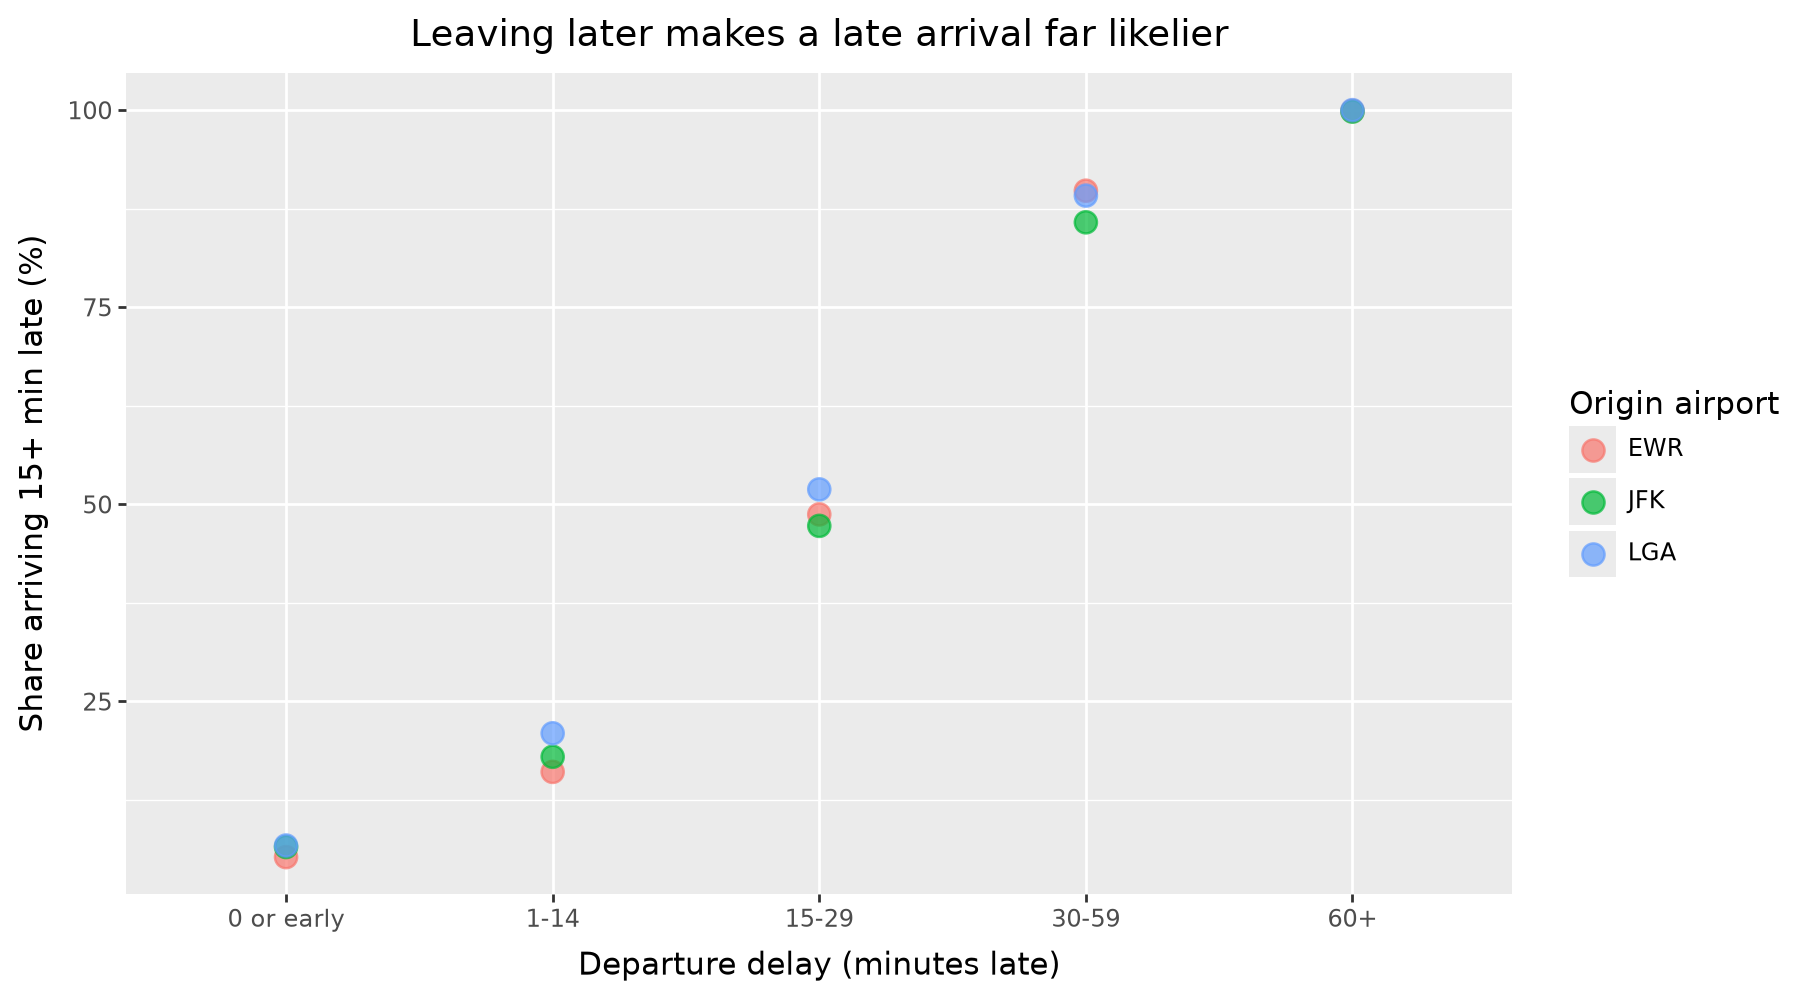 Leaving later makes a late arrival far likelier
Share arriving 15+ min late (%)
100
75
50
25
0 or early
1-14
15-29
30-59
60+
Departure delay (minutes late)
Origin airport
EWR
JFK
LGA